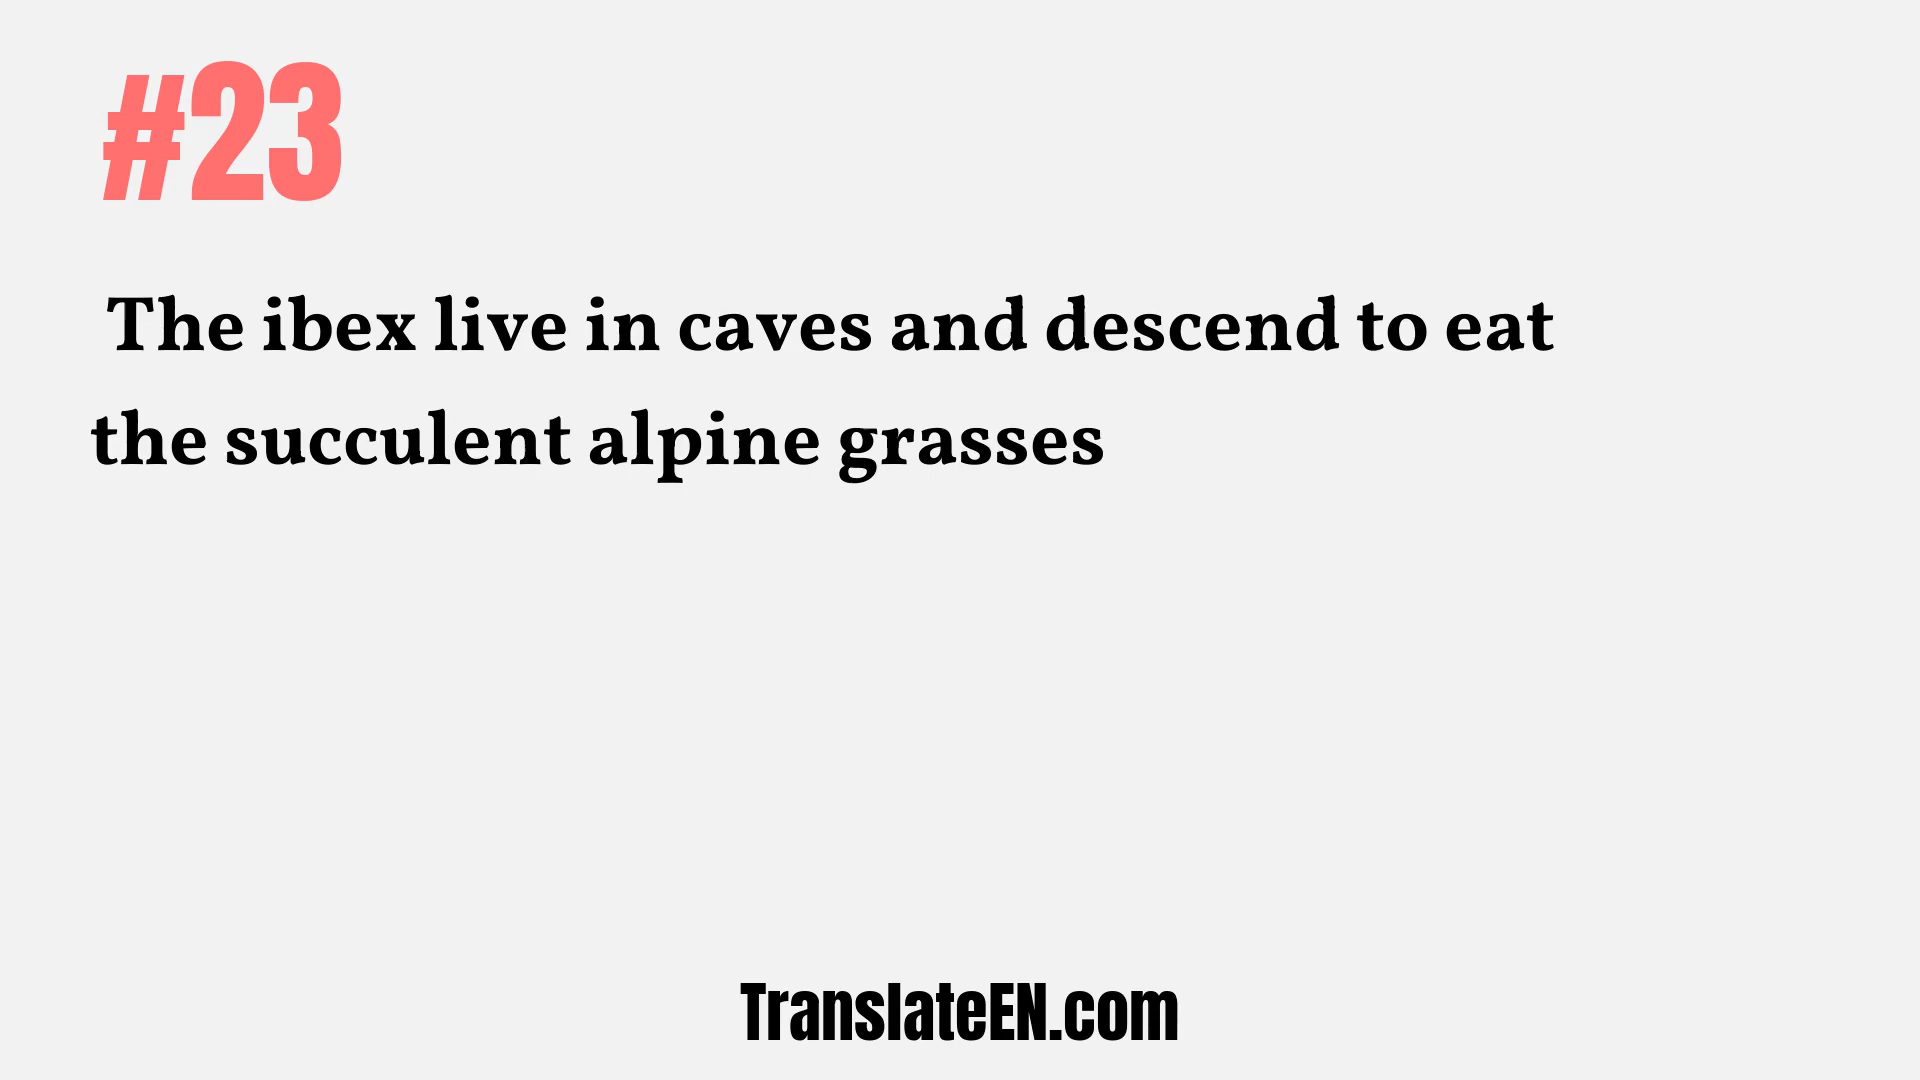 #23
The ibex live in caves and descend to eat
the succulent alpine grasses
TranslateEN.com